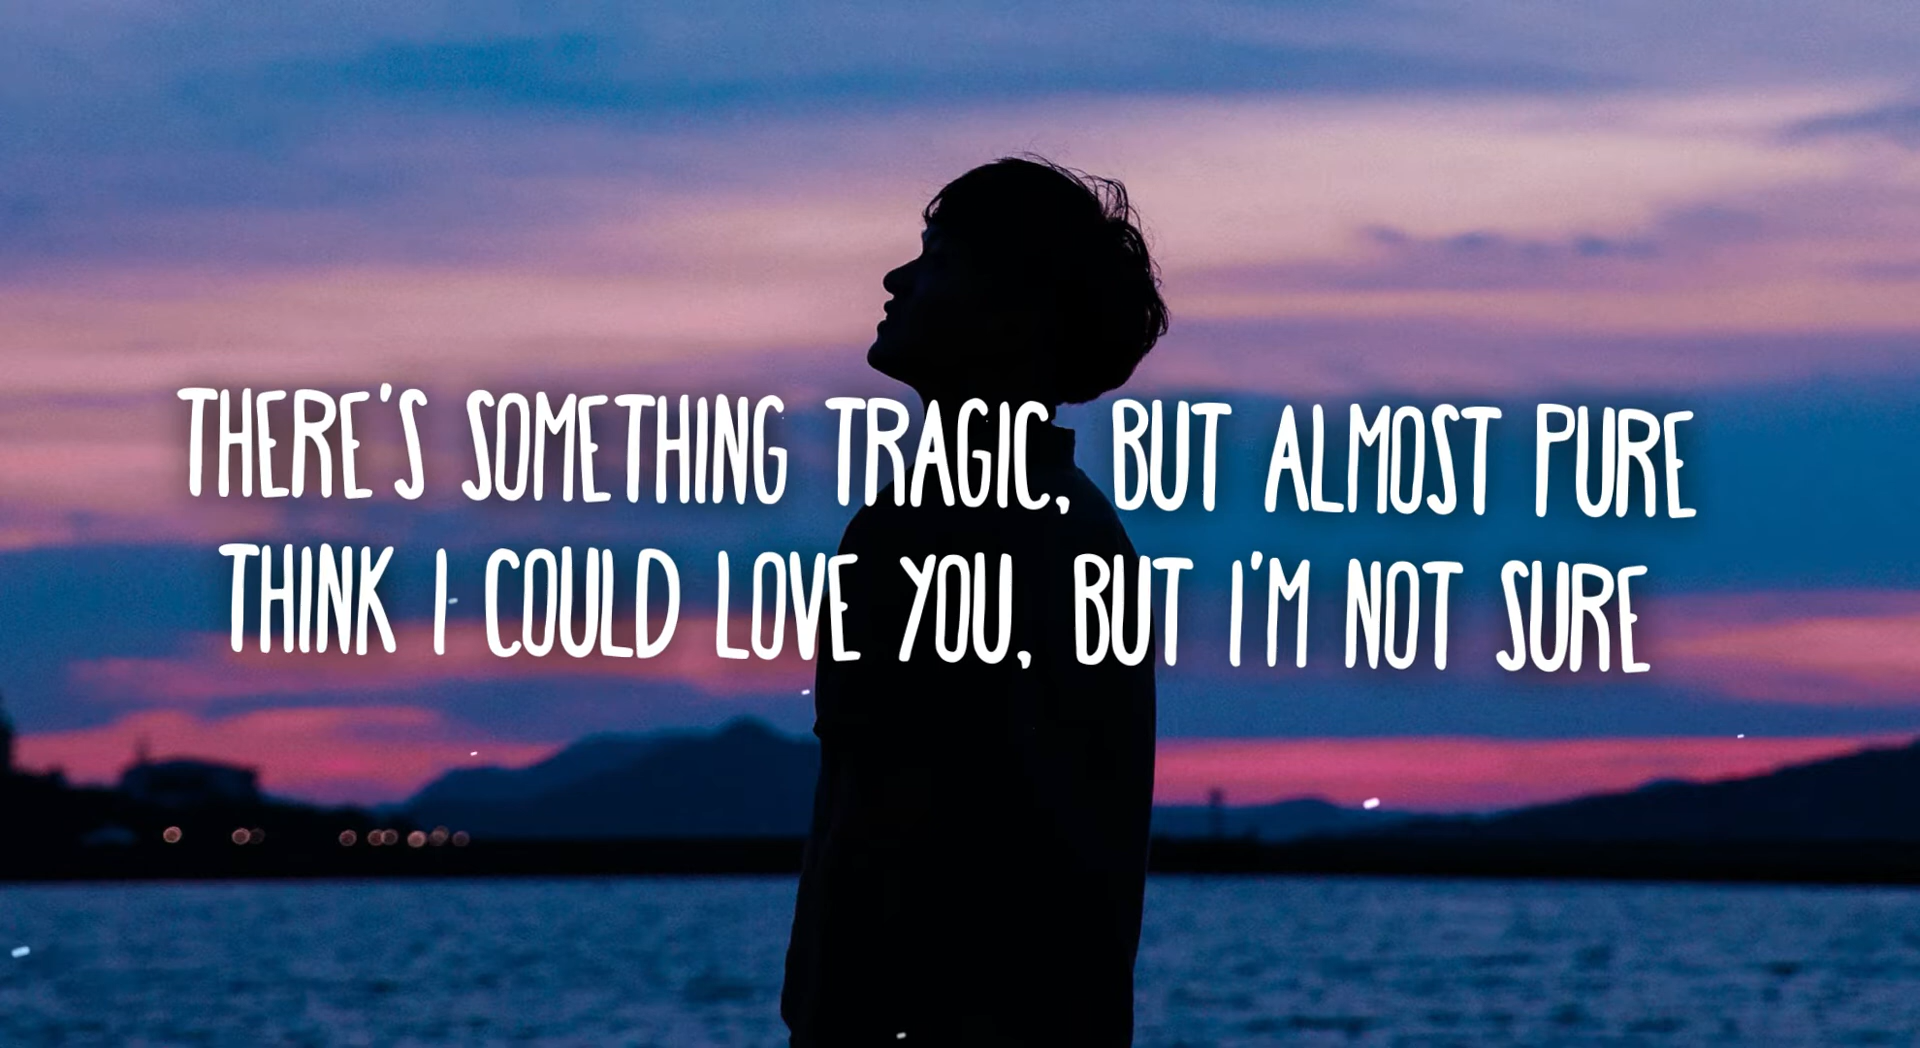 THERE'S SOMETHING TRAGIC, BUT ALMOST PURE
THINK I COULD LOVE YOU, BUT I'M NOT SURE